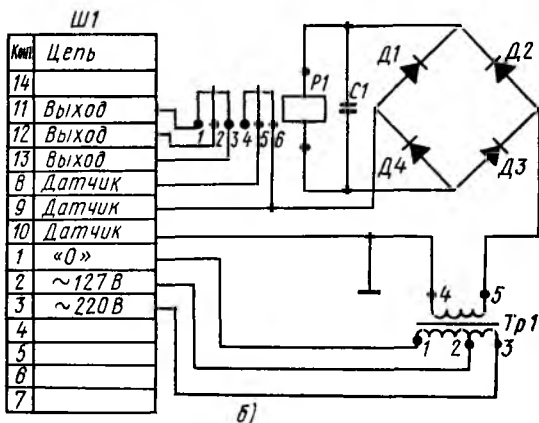 Ш1
Конт. Цепь
14
11 Выход
12 Выход
13 Выход
8 Датчик
9 Датчик
10 Датчик
1 «0»
2 ~127 В
3 ~220 В
4
5
6
7
1 2 3 4 5 6
Р1
С1
Д1
Д2
Д4
Д3
4 5
Тр1
1 2 3
б)